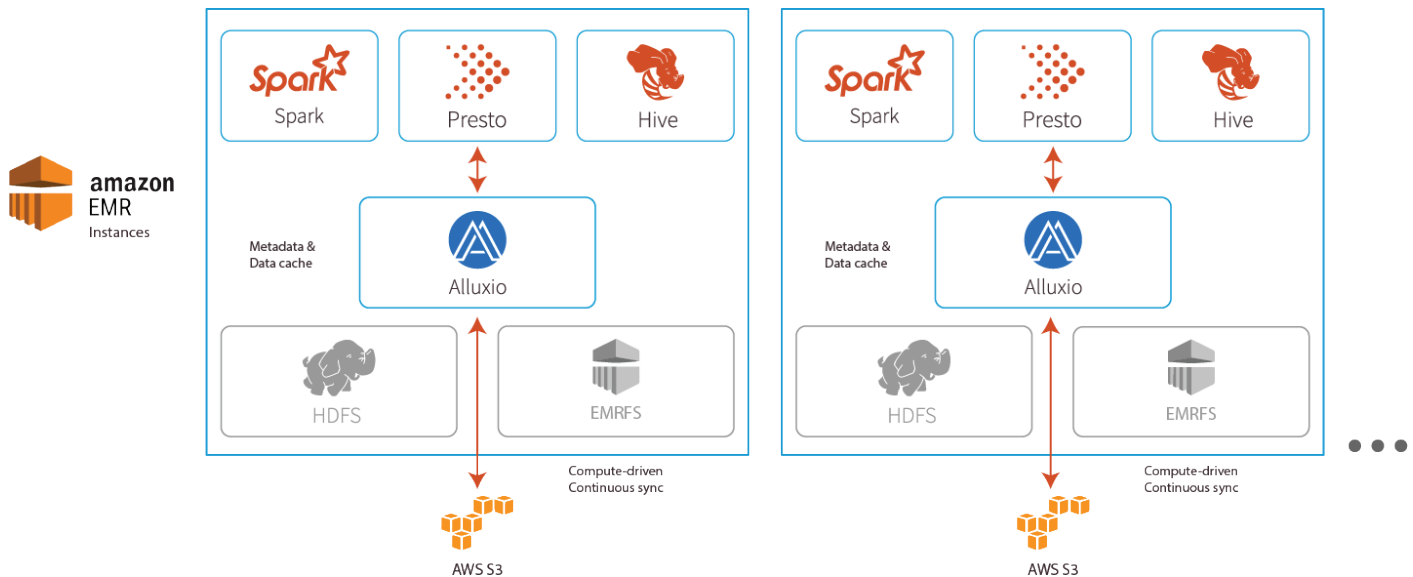 Spark
Spark
Presto
Hive
Spark
Spark
Presto
Hive
amazon
EMR
Instances
Metadata &
Data cache
Alluxio
Metadata &
Data cache
Alluxio
HDFS
EMRFS
HDFS
EMRFS
Compute-driven
Continuous sync
Compute-driven
Continuous sync
AWS S3
AWS S3